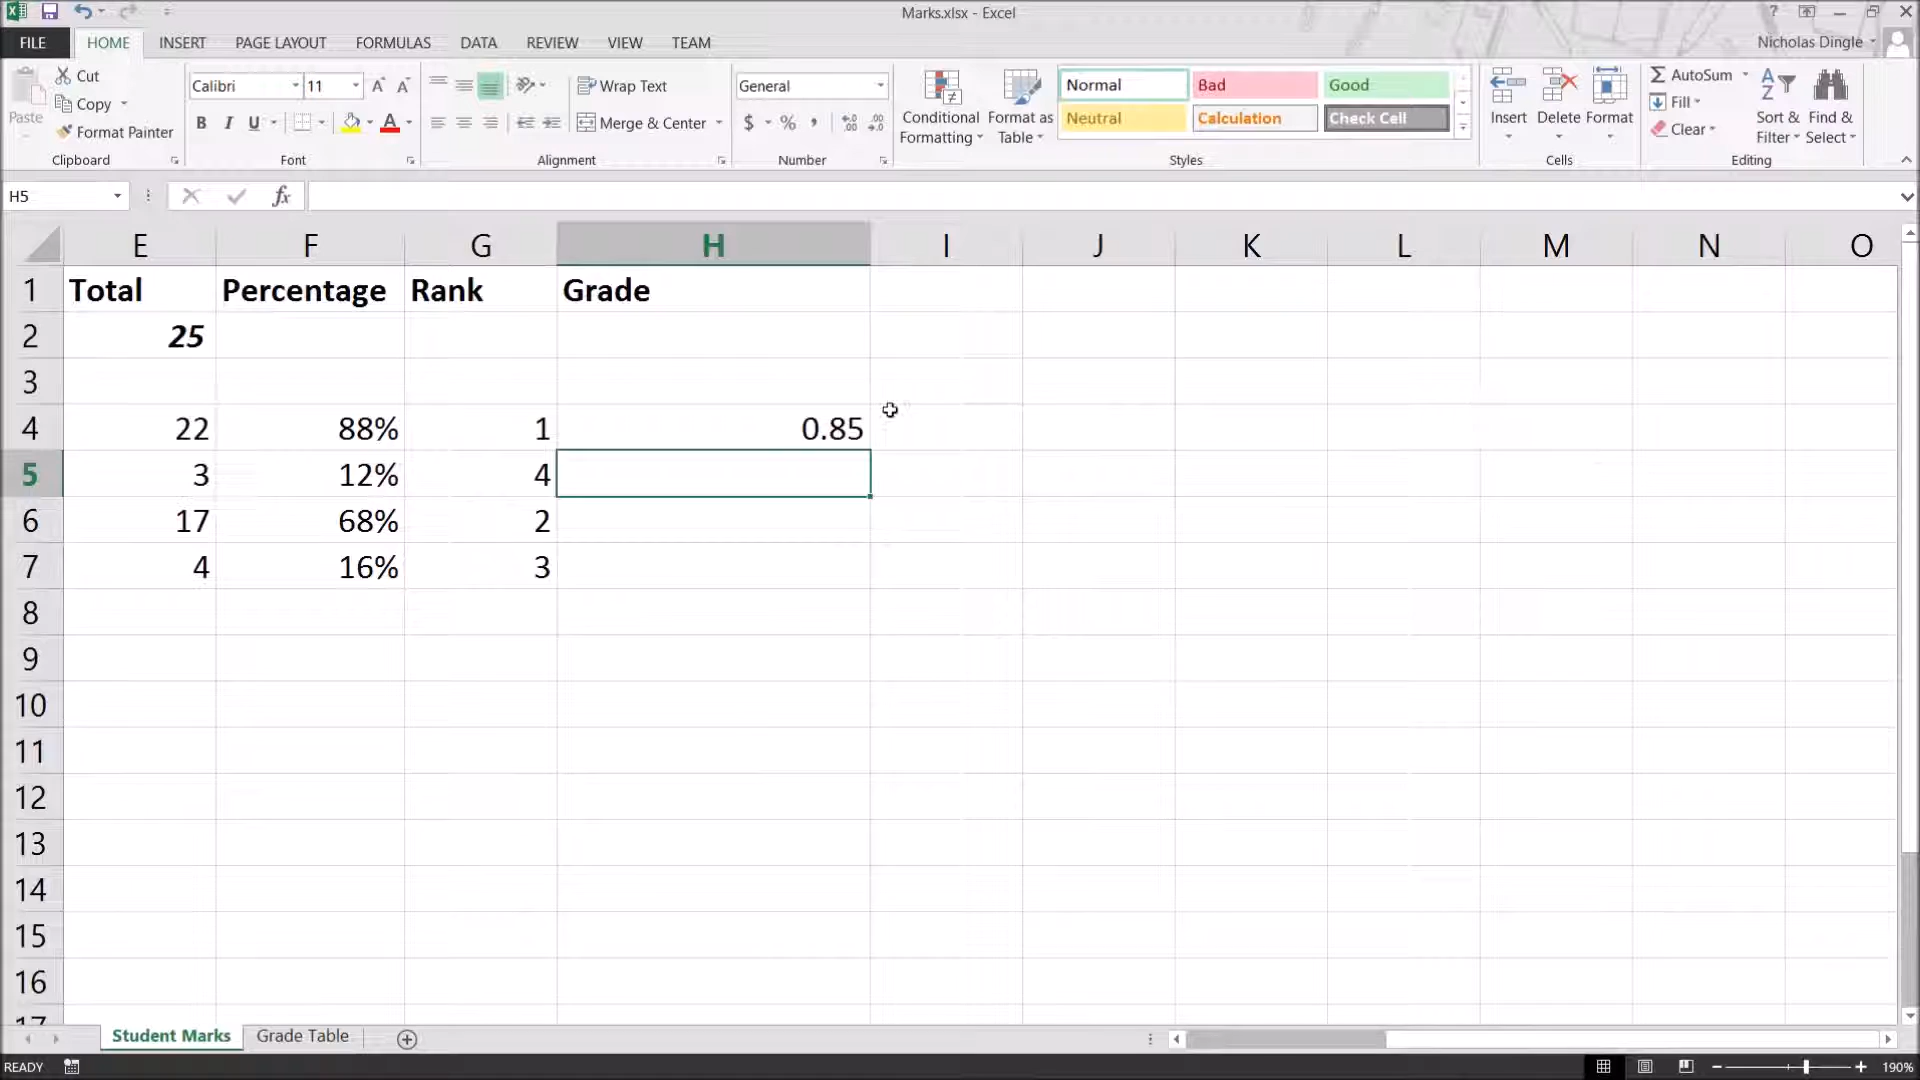 Marks.xlsx - Excel
?
FILE HOME INSERT PAGE LAYOUT FORMULAS DATA REVIEW VIEW TEAM Nicholas Dingle
Paste Cut Copy Format Painter
Clipboard
Calibri 11 A A
B I U A
Font
Wrap Text
Merge & Center
Alignment
General
$ %
Number
Conditional Formatting
Format as Table
Normal Bad Good
Neutral Calculation Check Cell
Styles
Insert Delete Format
Cells
AutoSum
Fill
Clear
Sort & Filter
Find & Select
Editing
H5 fx
E F G H I J K L M N O
1 Total Percentage Rank Grade
2 25
3
4 22 88% 1 0.85
5 3 12% 4
6 17 68% 2
7 4 16% 3
8
9
10
11
12
13
14
15
16
17
Student Marks Grade Table
READY 190%